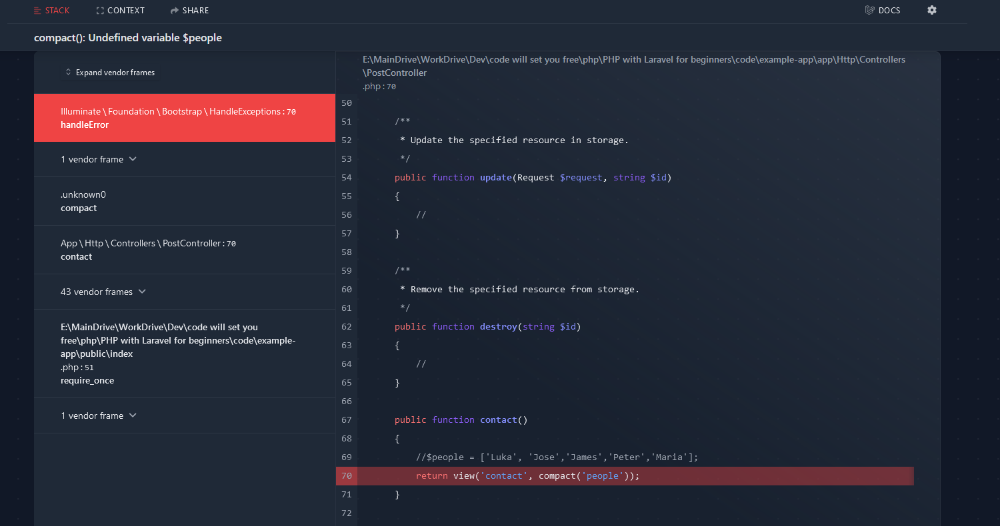 STACK CONTEXT SHARE DOCS
compact(): Undefined variable $people
Expand vendor frames
Illuminate \ Foundation \ Bootstrap \ HandleExceptions : 70
handleError
1 vendor frame
.unknown0
compact
App \ Http \ Controllers \ PostController : 70
contact
43 vendor frames
E:\MainDrive\WorkDrive\Dev\code will set you
free\php\PHP with Laravel for beginners\code\example-
app\public\index
.php : 51
require_once
1 vendor frame
E:\MainDrive\WorkDrive\Dev\code will set you free\php\PHP with Laravel for beginners\code\example-app\app\Http\Controllers
\PostController
.php : 70
50
51 /**
52 * Update the specified resource in storage.
53 */
54 public function update(Request $request, string $id)
55 {
56 //
57 }
58
59 /**
60 * Remove the specified resource from storage.
61 */
62 public function destroy(string $id)
63 {
64 //
65 }
66
67 public function contact()
68 {
69 //$people = ['Luka', 'Jose','James','Peter','Maria'];
70 return view('contact', compact('people'));
71 }
72